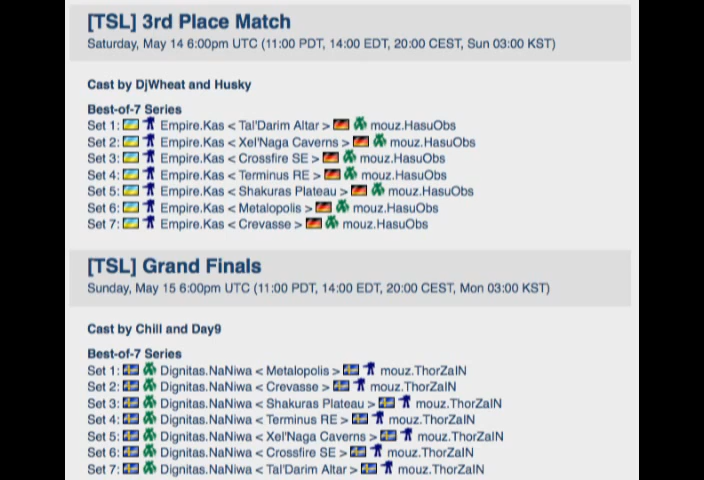 [TSL] 3rd Place Match
Saturday, May 14 6:00pm UTC (11:00 PDT, 14:00 EDT, 20:00 CEST, Sun 03:00 KST)
Cast by DjWheat and Husky
Best-of-7 Series
Set 1: Empire.Kas < Tal'Darim Altar > mouz.HasuObs
Set 2: Empire.Kas < Xel'Naga Caverns > mouz.HasuObs
Set 3: Empire.Kas < Crossfire SE > mouz.HasuObs
Set 4: Empire.Kas < Terminus RE > mouz.HasuObs
Set 5: Empire.Kas < Shakuras Plateau > mouz.HasuObs
Set 6: Empire.Kas < Metalopolis > mouz.HasuObs
Set 7: Empire.Kas < Crevasse > mouz.HasuObs
[TSL] Grand Finals
Sunday, May 15 6:00pm UTC (11:00 PDT, 14:00 EDT, 20:00 CEST, Mon 03:00 KST)
Cast by Chill and Day9
Best-of-7 Series
Set 1: Dignitas.NaNiwa < Metalopolis > mouz.ThorZaIN
Set 2: Dignitas.NaNiwa < Crevasse > mouz.ThorZaIN
Set 3: Dignitas.NaNiwa < Shakuras Plateau > mouz.ThorZaIN
Set 4: Dignitas.NaNiwa < Terminus RE > mouz.ThorZaIN
Set 5: Dignitas.NaNiwa < Xel'Naga Caverns > mouz.ThorZaIN
Set 6: Dignitas.NaNiwa < Crossfire SE > mouz.ThorZaIN
Set 7: Dignitas.NaNiwa < Tal'Darim Altar > mouz.ThorZaIN